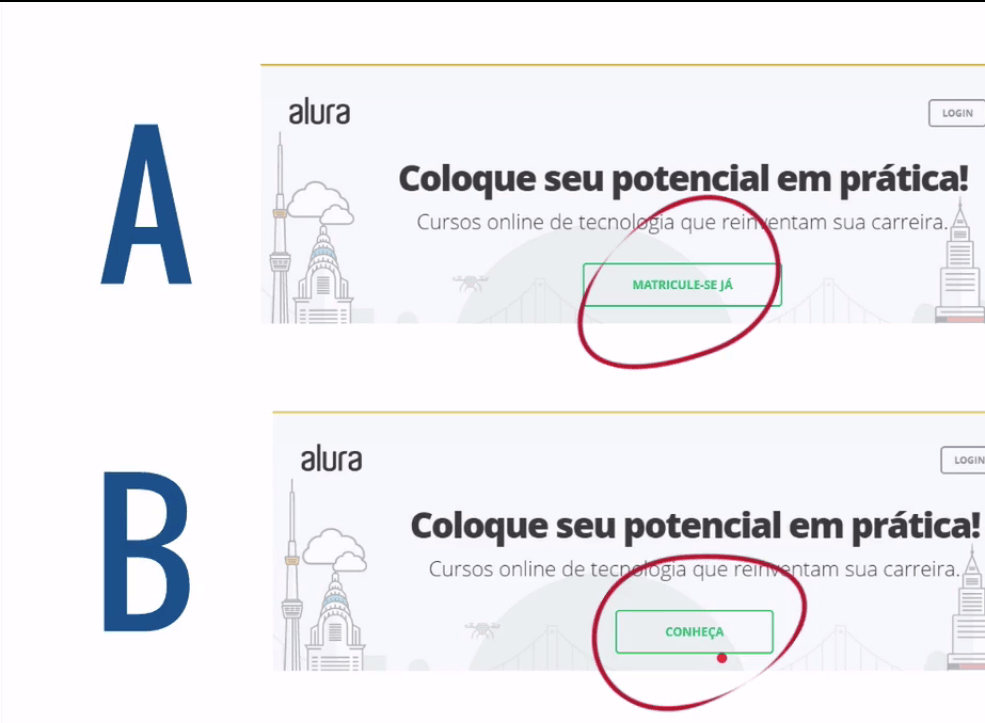 A
alura
LOGIN
Coloque seu potencial em prática!
Cursos online de tecnologia que reinventam sua carreira.
MATRICULE-SE JÁ
B
alura
LOGIN
Coloque seu potencial em prática!
Cursos online de tecnologia que reinventam sua carreira.
CONHEÇA